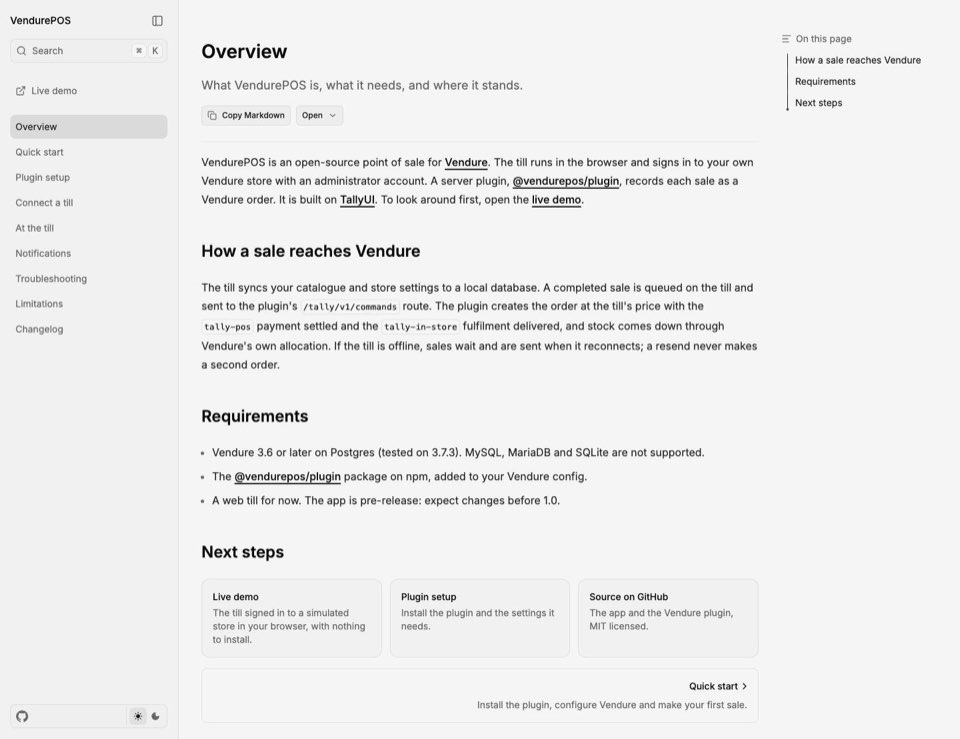 VendurePOS
Search
⌘ K
Live demo
Overview
Quick start
Plugin setup
Connect a till
At the till
Notifications
Troubleshooting
Limitations
Changelog
Overview
What VendurePOS is, what it needs, and where it stands.
Copy Markdown
Open
VendurePOS is an open-source point of sale for Vendure. The till runs in the browser and signs in to your own
Vendure store with an administrator account. A server plugin, @vendurepos/plugin, records each sale as a
Vendure order. It is built on TallyUI. To look around first, open the live demo.
How a sale reaches Vendure
The till syncs your catalogue and store settings to a local database. A completed sale is queued on the till and
sent to the plugin's /tally/v1/commands route. The plugin creates the order at the till's price with the
tally-pos payment settled and the tally-in-store fulfilment delivered, and stock comes down through
Vendure's own allocation. If the till is offline, sales wait and are sent when it reconnects; a resend never makes
a second order.
Requirements
Vendure 3.6 or later on Postgres (tested on 3.7.3). MySQL, MariaDB and SQLite are not supported.
The @vendurepos/plugin package on npm, added to your Vendure config.
A web till for now. The app is pre-release: expect changes before 1.0.
Next steps
Live demo
The till signed in to a simulated
store in your browser, with nothing
to install.
Plugin setup
Install the plugin and the settings it
needs.
Source on GitHub
The app and the Vendure plugin,
MIT licensed.
Quick start
Install the plugin, configure Vendure and make your first sale.
On this page
How a sale reaches Vendure
Requirements
Next steps